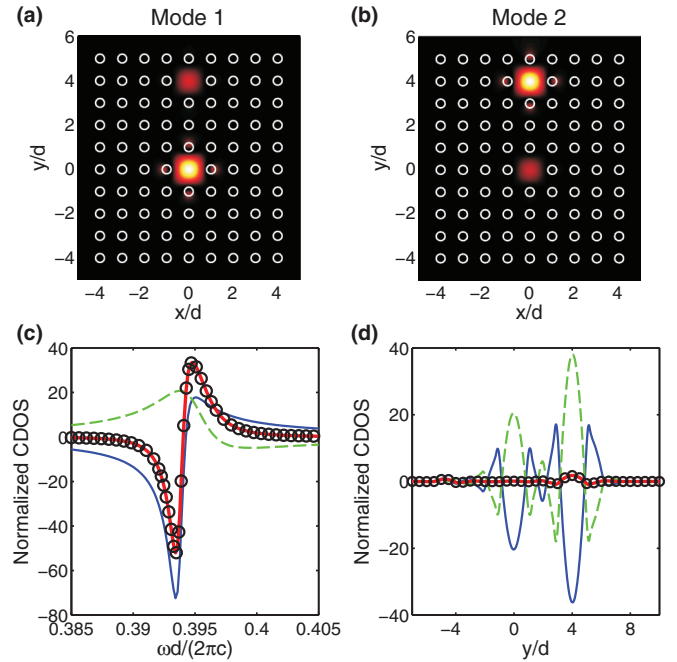 (a) Mode 1
6
4
2
0
−2
−4
y/d
−4 −2 0 2 4
x/d
(b) Mode 2
6
4
2
0
−2
−4
y/d
−4 −2 0 2 4
x/d
(c)
40
20
0
−20
−40
−60
−80
Normalized CDOS
0.385 0.39 0.395 0.4 0.405
ωd/(2πc)
(d)
40
20
0
−20
−40
Normalized CDOS
−4 0 4 8
y/d